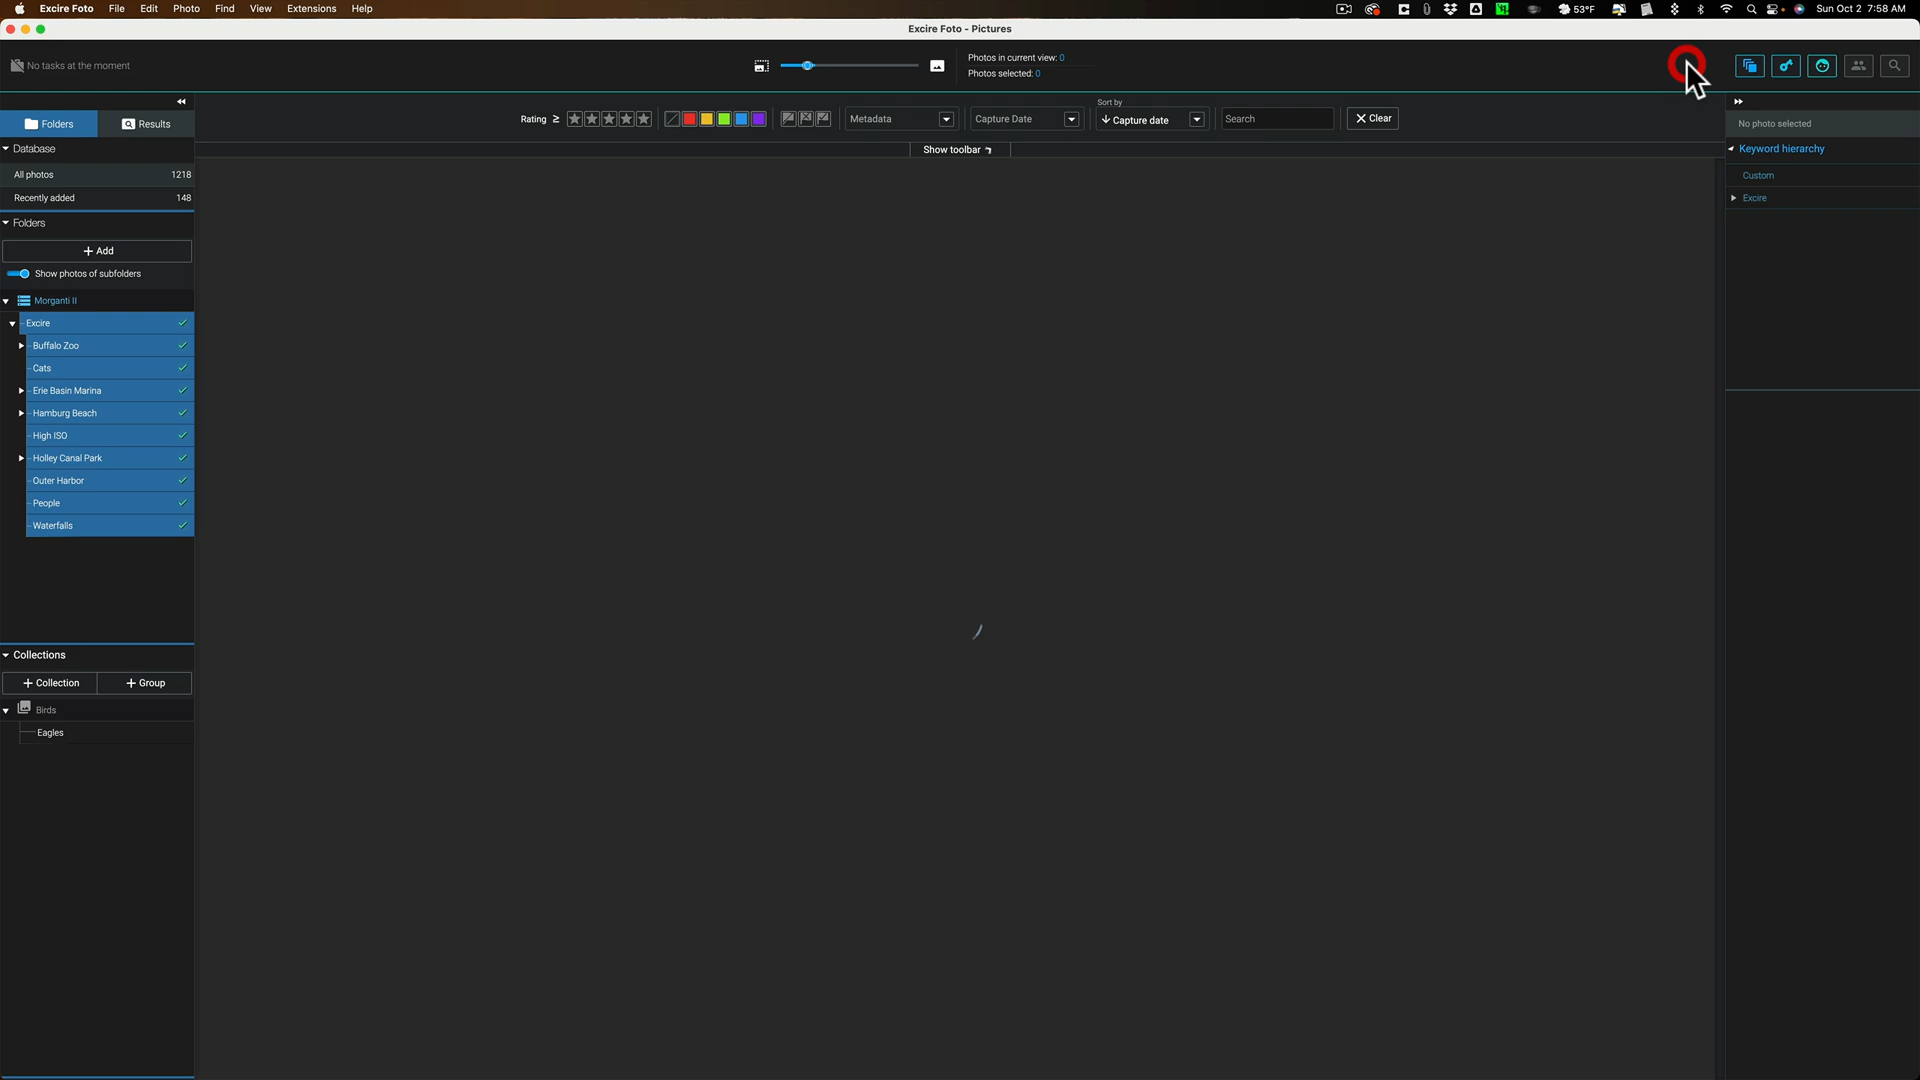 Excire Foto File Edit Photo Find View Extensions Help 53°F Sun Oct 2 7:58 AM
Excire Foto - Pictures
No tasks at the moment
Photos in current view: 0
Photos selected: 0
Folders Results
Rating ≥ Metadata Capture Date Sort by Capture date Search Clear
No photo selected
Show toolbar
Database
All photos 1218
Recently added 148
Keyword hierarchy
Custom
Excire
Folders
+ Add
Show photos of subfolders
Morganti II
Excire
Buffalo Zoo
Cats
Erie Basin Marina
Hamburg Beach
High ISO
Holley Canal Park
Outer Harbor
People
Waterfalls
Collections
+ Collection + Group
Birds
Eagles